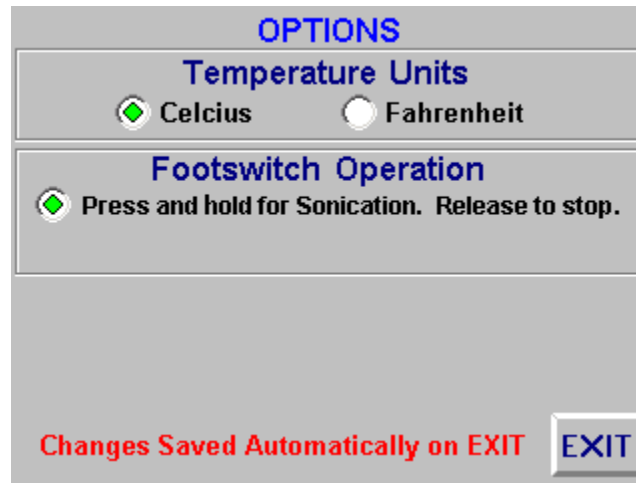 OPTIONS
Temperature Units
Celcius Fahrenheit
Footswitch Operation
Press and hold for Sonication. Release to stop.
Changes Saved Automatically on EXIT EXIT